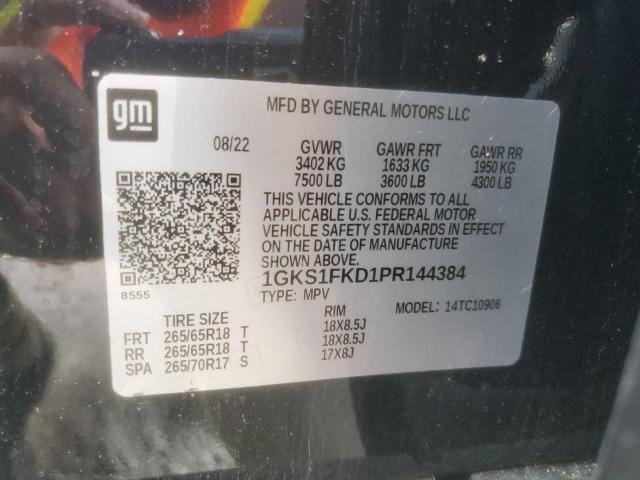 gm
MFD BY GENERAL MOTORS LLC
08/22 GVWR GAWR FRT GAWR RR
3402 KG 1633 KG 1950 KG
7500 LB 3600 LB 4300 LB
THIS VEHICLE CONFORMS TO ALL
APPLICABLE U.S. FEDERAL MOTOR
VEHICLE SAFETY STANDARDS IN EFFECT
ON THE DATE OF MANUFACTURE
SHOWN ABOVE.
8555 1GKS1FKD1PR144384
TYPE: MPV MODEL: 14TC10906
TIRE SIZE RIM
FRT 265/65R18 T 18X8.5J
RR 265/65R18 T 18X8.5J
SPA 265/70R17 S 17X8J